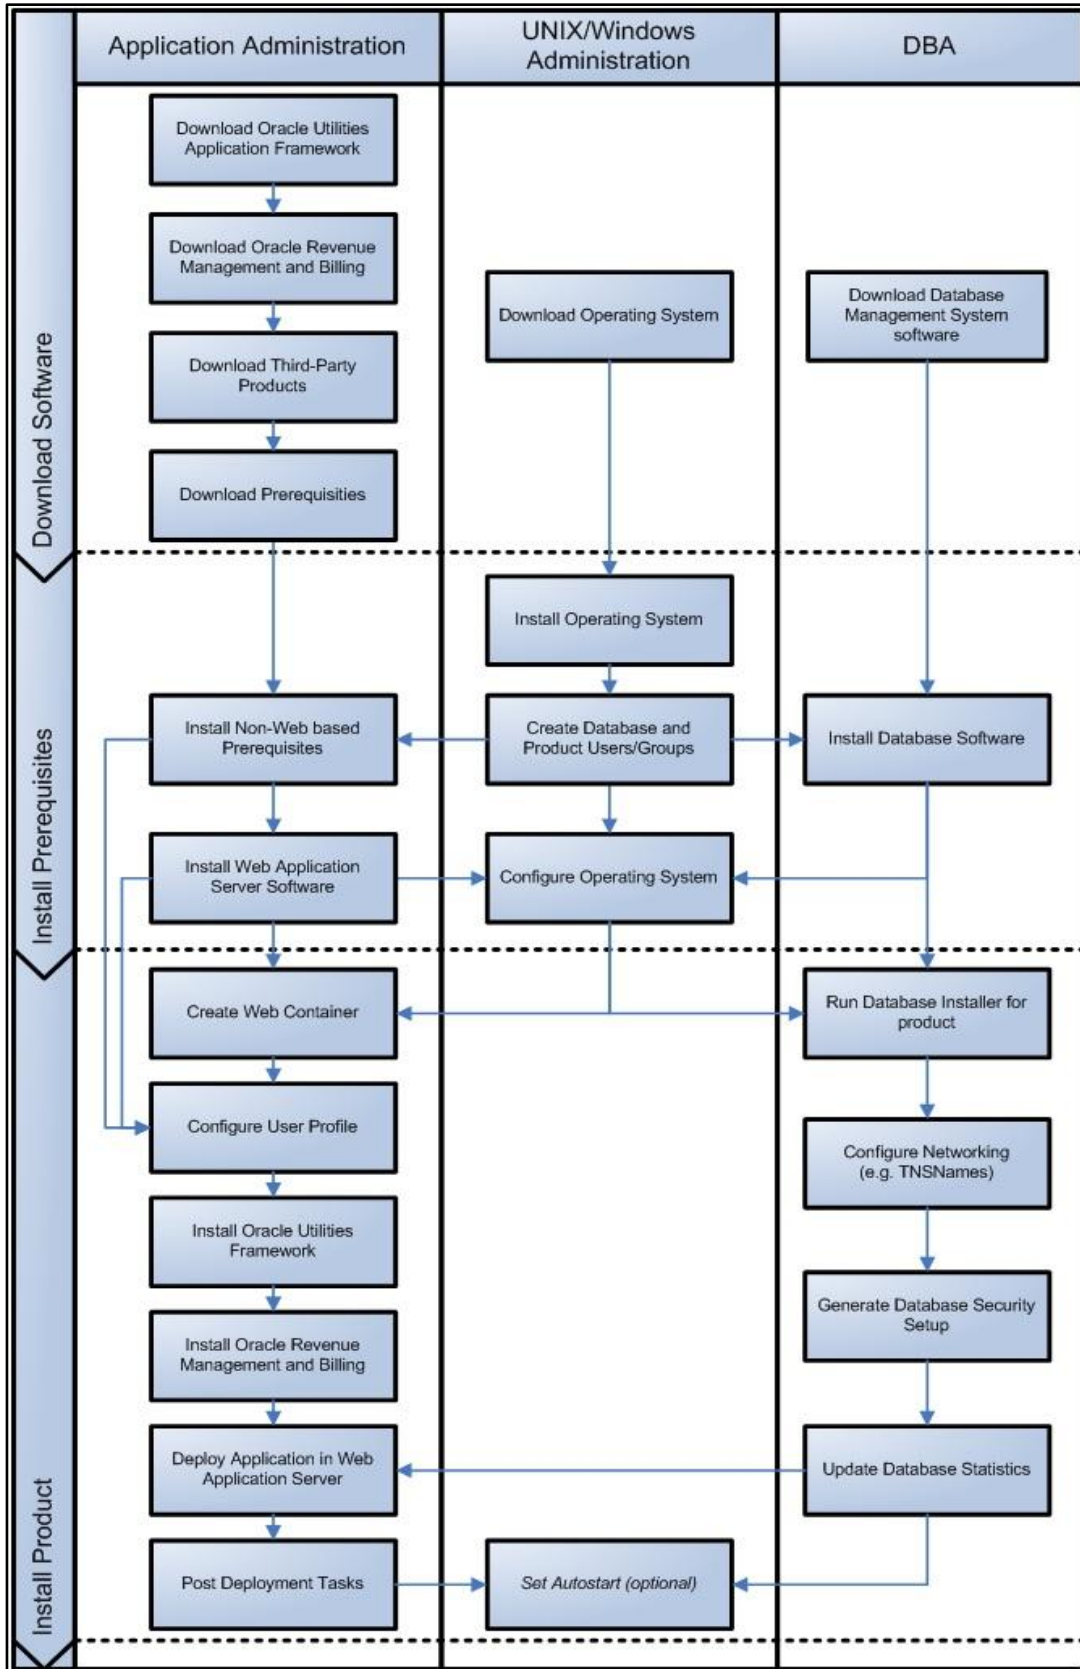 Application Administration
UNIX/Windows
Administration
DBA
Download Software
Download Oracle Utilities
Application Framework
Download Oracle Revenue
Management and Billing
Download Third-Party
Products
Download Prerequisities
Download Operating System
Download Database
Management System
software
Install Prerequisites
Install Operating System
Install Non-Web based
Prerequisites
Create Database and
Product Users/Groups
Install Database Software
Install Web Application
Server Software
Configure Operating System
Install Product
Create Web Container
Run Database Installer for
product
Configure User Profile
Configure Networking
(e.g. TNSNames)
Install Oracle Utilities
Framework
Generate Database Security
Setup
Install Oracle Revenue
Management and Billing
Deploy Application in Web
Application Server
Update Database Statistics
Post Deployment Tasks
Set Autostart (optional)